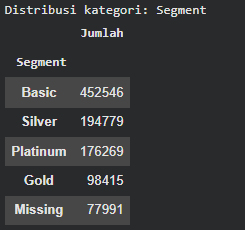 Distribusi kategori: Segment
Jumlah
Segment
Basic 452546
Silver 194779
Platinum 176269
Gold 98415
Missing 77991